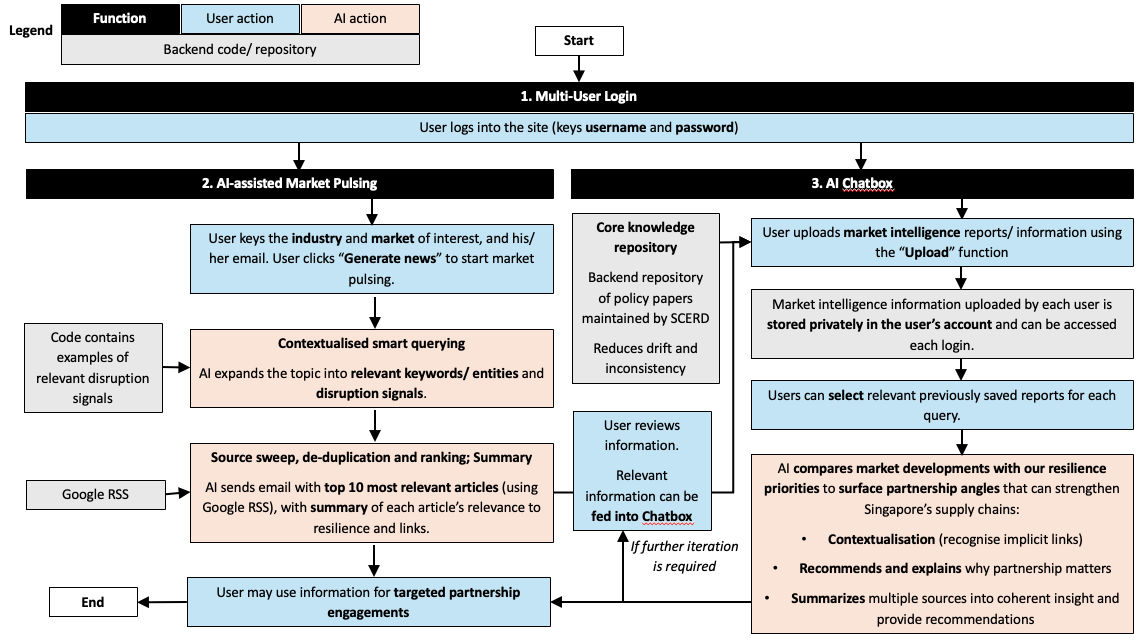 Legend
Function
User action
AI action
Backend code/ repository
Start
1. Multi-User Login
User logs into the site (keys username and password)
2. AI-assisted Market Pulsing
User keys the industry and market of interest, and his/
her email. User clicks “Generate news” to start market
pulsing.
Code contains
examples of
relevant disruption
signals
Contextualised smart querying
AI expands the topic into relevant keywords/ entities and
disruption signals.
Google RSS
Source sweep, de-duplication and ranking; Summary
AI sends email with top 10 most relevant articles (using
Google RSS), with summary of each article’s relevance to
resilience and links.
User may use information for targeted partnership
engagements
End
3. AI Chatbox
Core knowledge
repository
Backend repository
of policy papers
maintained by SCERD
Reduces drift and
inconsistency
User reviews
information.
Relevant
information can be
fed into Chatbox
If further iteration
is required
User uploads market intelligence reports/ information using
the “Upload” function
Market intelligence information uploaded by each user is
stored privately in the user’s account and can be accessed
each login.
Users can select relevant previously saved reports for each
query.
AI compares market developments with our resilience
priorities to surface partnership angles that can strengthen
Singapore’s supply chains:
• Contextualisation (recognise implicit links)
• Recommends and explains why partnership matters
• Summarizes multiple sources into coherent insight and
provide recommendations